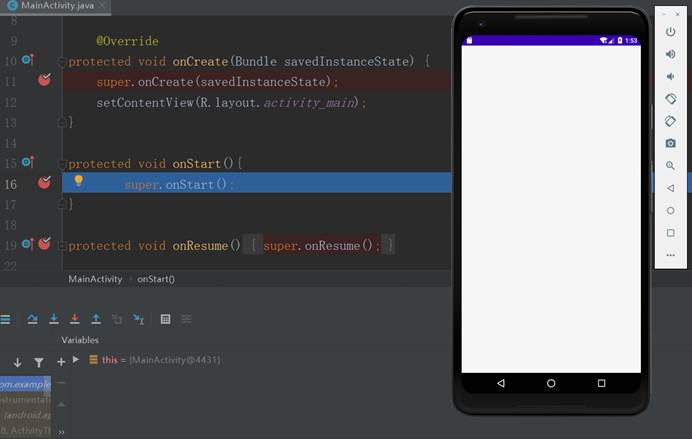 MainActivity.java
8
9 @Override
10 protected void onCreate(Bundle savedInstanceState) {
11 super.onCreate(savedInstanceState);
12 setContentView(R.layout.activity_main);
13 }
14
15 protected void onStart(){
16 super.onStart();
17 }
18
19 protected void onResume() { super.onResume(); }
22
MainActivity › onStart()
Variables
this = {MainActivity@4431}
om.example
nstrumentat
(android.ap
8, ActivityTh
1:53